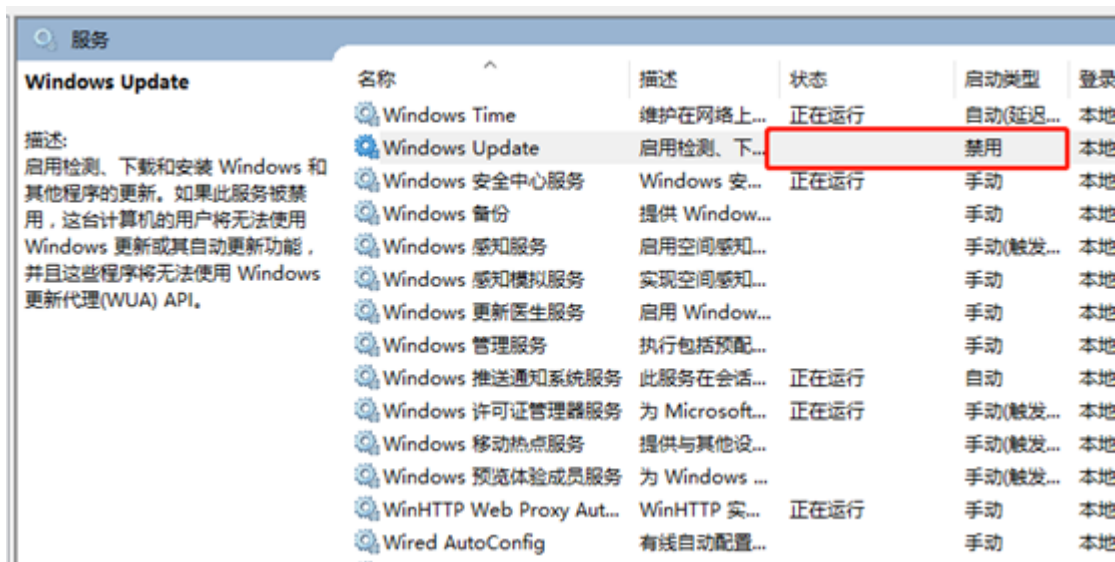 服务
Windows Update
描述:
启用检测、下载和安装 Windows 和
其他程序的更新。如果此服务被禁
用，这台计算机的用户将无法使用
Windows 更新或其自动更新功能，
并且这些程序将无法使用 Windows
更新代理(WUA) API。
名称 描述 状态 启动类型 登录
Windows Time 维护在网络上... 正在运行 自动(延迟... 本地
Windows Update 启用检测、下... 禁用 本地
Windows 安全中心服务 Windows 安... 正在运行 手动 本地
Windows 备份 提供 Window... 手动 本地
Windows 感知服务 启用空间感知... 手动(触发... 本地
Windows 感知模拟服务 实现空间感知... 手动 本地
Windows 更新医生服务 启用 Window... 手动 本地
Windows 管理服务 执行包括预配... 手动 本地
Windows 推送通知系统服务 此服务在会话... 正在运行 自动 本地
Windows 许可证管理器服务 为 Microsoft... 正在运行 手动(触发... 本地
Windows 移动热点服务 提供与其他设... 手动(触发... 本地
Windows 预览体验成员服务 为 Windows ... 手动(触发... 本地
WinHTTP Web Proxy Aut... WinHTTP 实... 正在运行 手动 本地
Wired AutoConfig 有线自动配置... 手动 本地